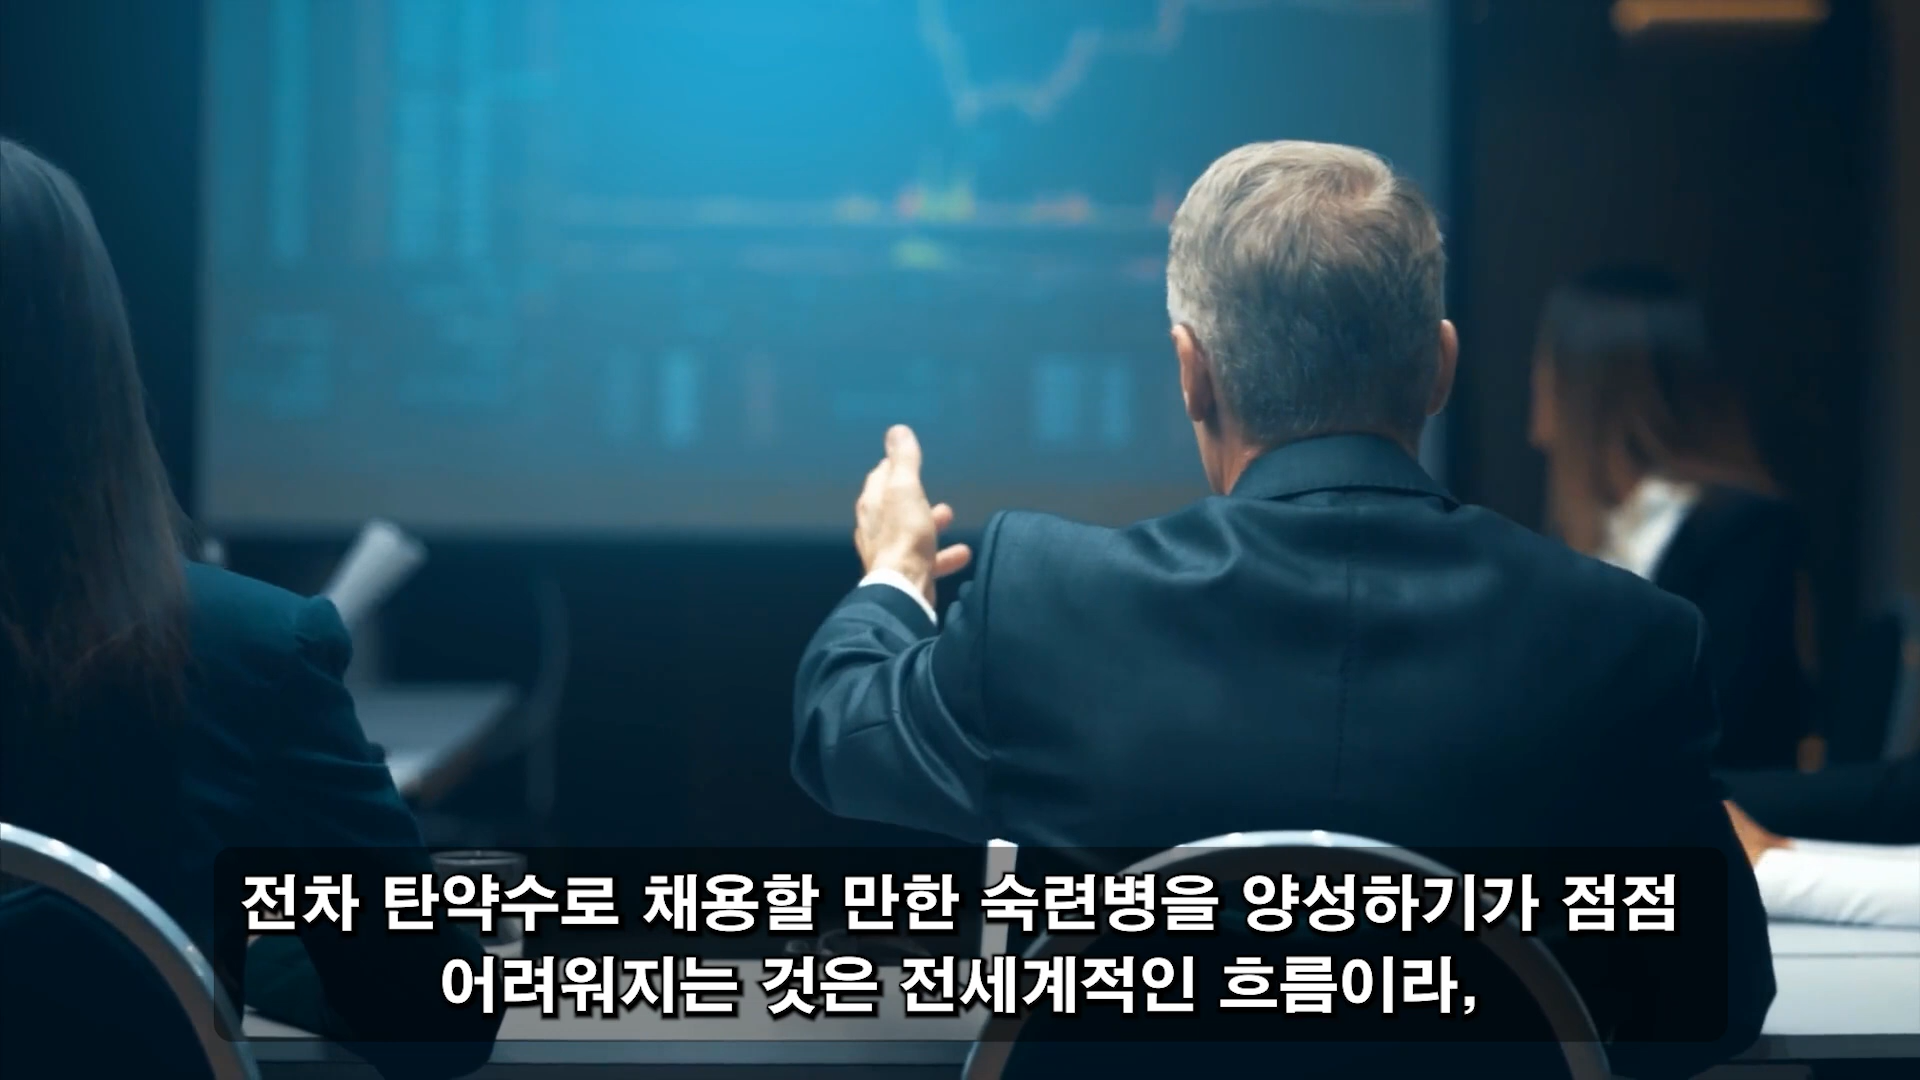 전차 탄약수로 채용할 만한 숙련병을 양성하기가 점점
어려워지는 것은 전세계적인 흐름이라,